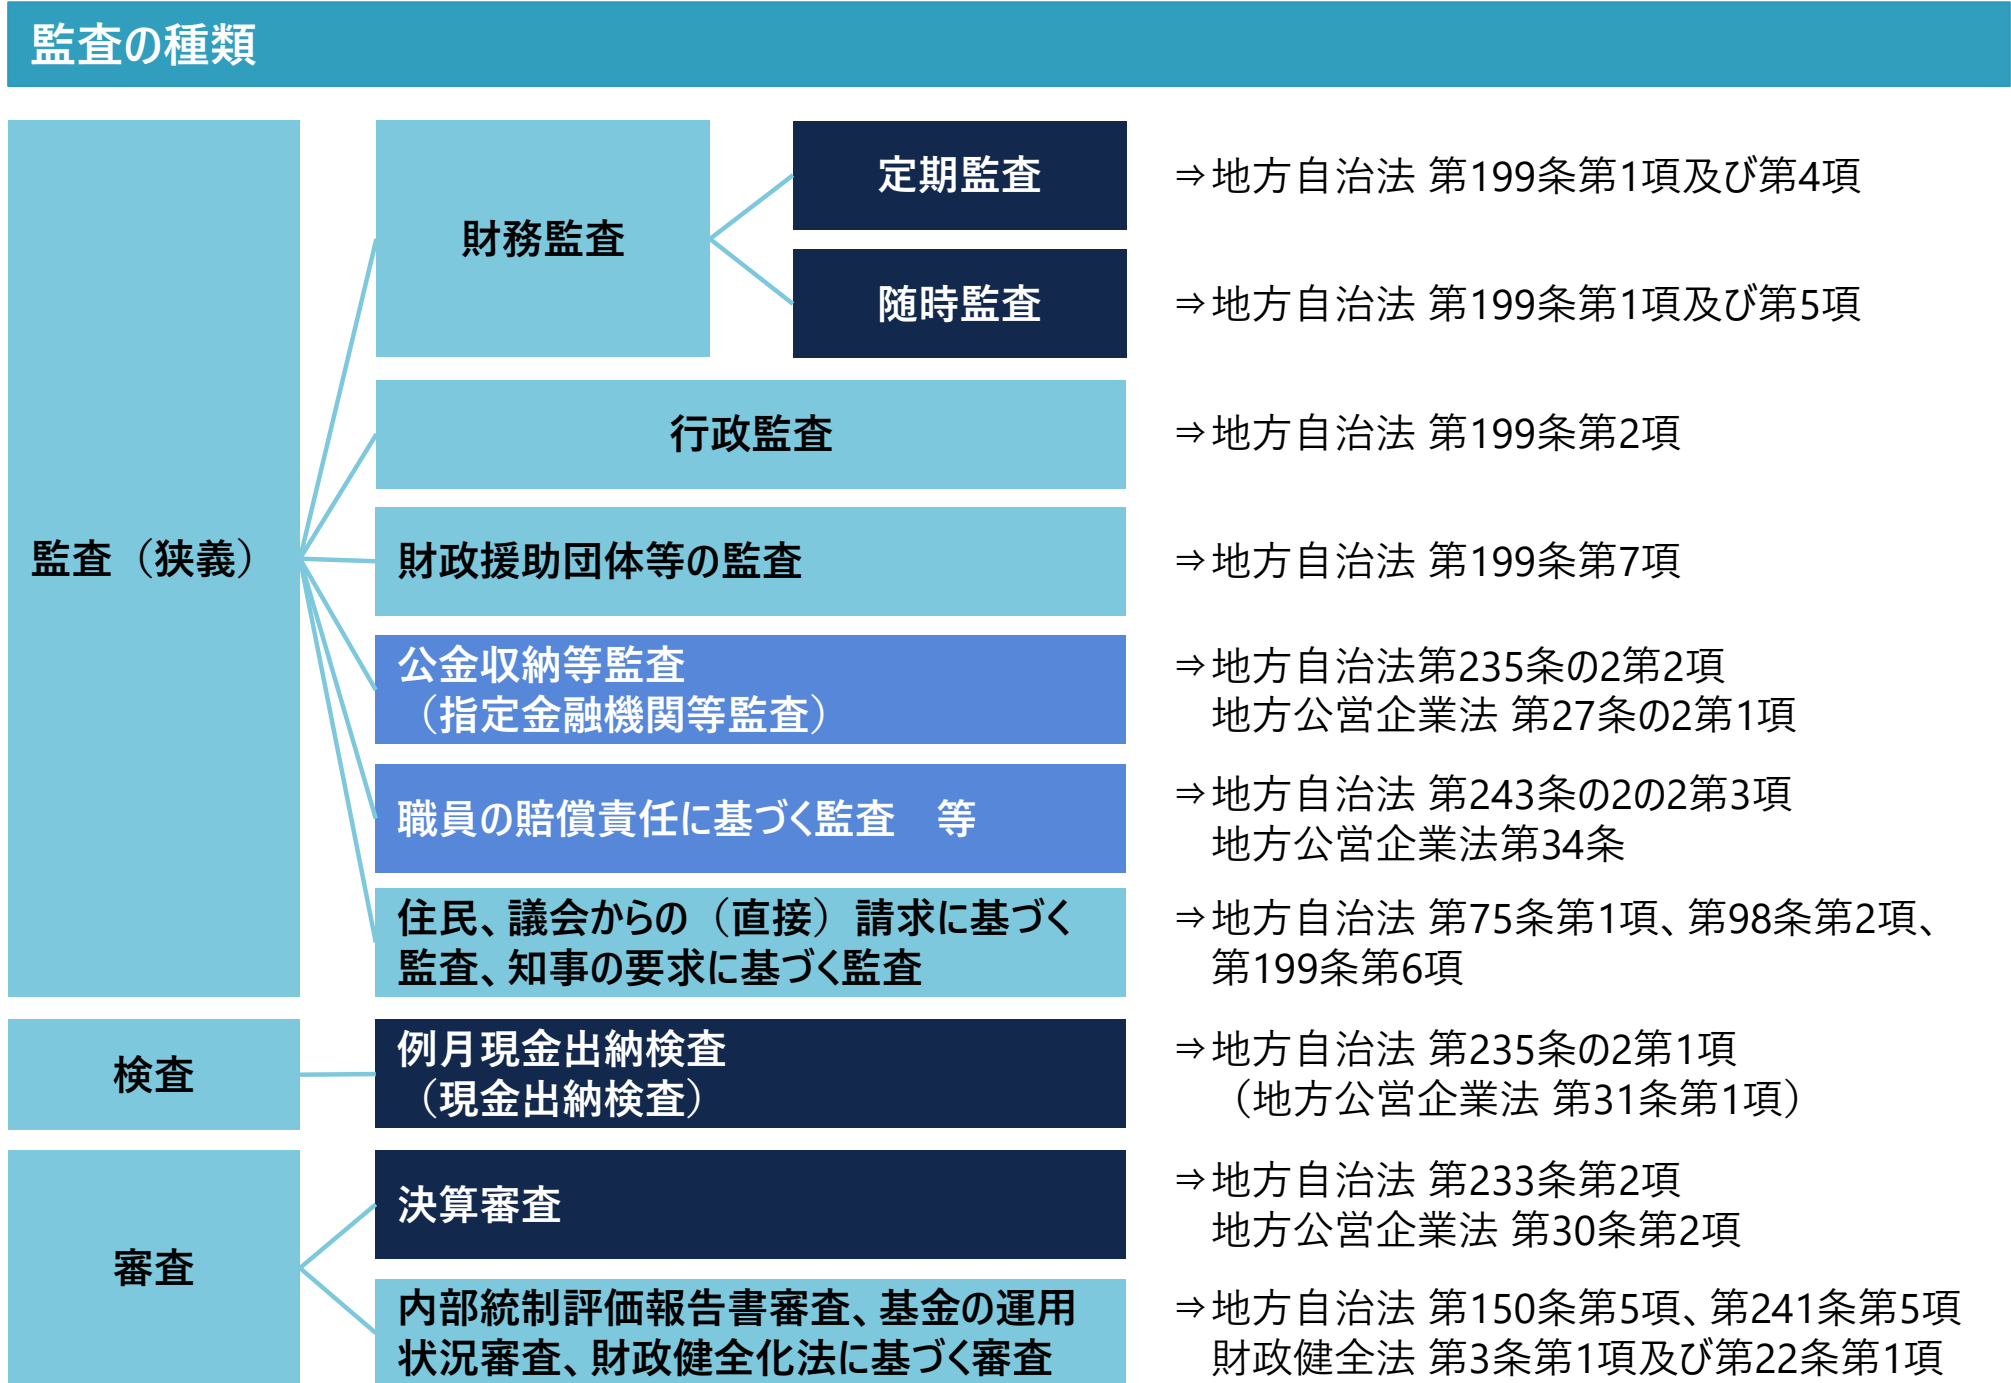 監査の種類
監査（狭義）
財務監査
定期監査
⇒地方自治法 第199条第1項及び第4項
随時監査
⇒地方自治法 第199条第1項及び第5項
行政監査
⇒地方自治法 第199条第2項
財政援助団体等の監査
⇒地方自治法 第199条第7項
公金収納等監査
（指定金融機関等監査）
⇒地方自治法第235条の2第2項
地方公営企業法 第27条の2第1項
職員の賠償責任に基づく監査　等
⇒地方自治法 第243条の2の2第3項
地方公営企業法第34条
住民、議会からの（直接）請求に基づく
監査、知事の要求に基づく監査
⇒地方自治法 第75条第1項、第98条第2項、
第199条第6項
検査
例月現金出納検査
（現金出納検査）
⇒地方自治法 第235条の2第1項
（地方公営企業法 第31条第1項）
審査
決算審査
⇒地方自治法 第233条第2項
地方公営企業法 第30条第2項
内部統制評価報告書審査、基金の運用
状況審査、財政健全化法に基づく審査
⇒地方自治法 第150条第5項、第241条第5項
財政健全法 第3条第1項及び第22条第1項